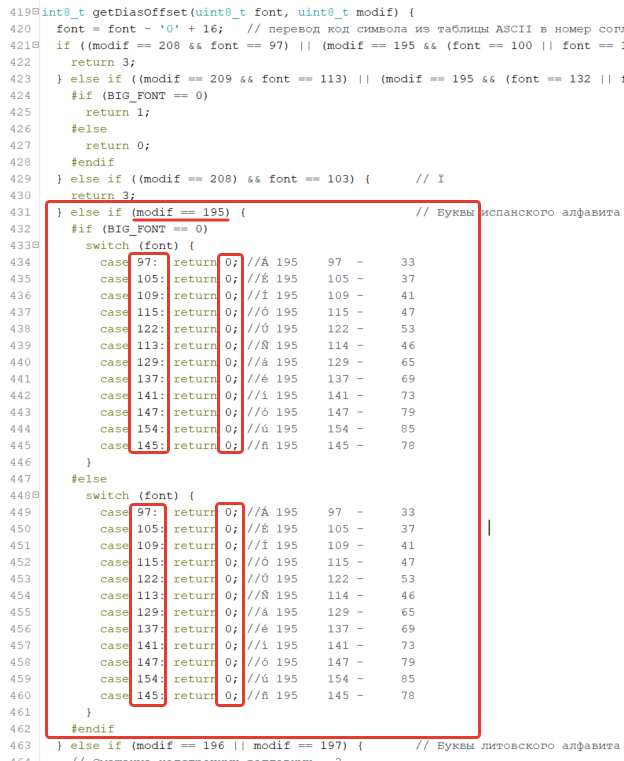 419 int8_t getDiasOffset(uint8_t font, uint8_t modif) {
420 font = font - '0' + 16; // перевод код символа из таблицы ASCII в номер
421 if ((modif == 208 && font == 97) || (modif == 195 && (font == 100 || font ==
422 return 3;
423 } else if ((modif == 209 && font == 113) || (modif == 195 && (font == 132 ||
424 #if (BIG_FONT == 0)
425 return 1;
426 #else
427 return 0;
428 #endif
429 } else if ((modif == 208) && font == 103) { // Ї
430 return 3;
431 } else if (modif == 195) { // Буквы испанского алфавита
432 #if (BIG_FONT == 0)
433 switch (font) {
434 case 97: return 0; //Á 195 97 - 33
435 case 105: return 0; //É 195 105 - 37
436 case 109: return 0; //Í 195 109 - 41
437 case 115: return 0; //Ó 195 115 - 47
438 case 122: return 0; //Ú 195 122 - 53
439 case 113: return 0; //Ñ 195 114 - 46
440 case 129: return 0; //á 195 129 - 65
441 case 137: return 0; //é 195 137 - 69
442 case 141: return 0; //í 195 141 - 73
443 case 147: return 0; //ó 195 147 - 79
444 case 154: return 0; //ú 195 154 - 85
445 case 145: return 0; //ñ 195 145 - 78
446 }
447 #else
448 switch (font) {
449 case 97: return 0; //Á 195 97 - 33
450 case 105: return 0; //É 195 105 - 37
451 case 109: return 0; //Í 195 109 - 41
452 case 115: return 0; //Ó 195 115 - 47
453 case 122: return 0; //Ú 195 122 - 53
454 case 113: return 0; //Ñ 195 114 - 46
455 case 129: return 0; //á 195 129 - 65
456 case 137: return 0; //é 195 137 - 69
457 case 141: return 0; //í 195 141 - 73
458 case 147: return 0; //ó 195 147 - 79
459 case 154: return 0; //ú 195 154 - 85
460 case 145: return 0; //ñ 195 145 - 78
461 }
462 #endif
463 } else if (modif == 196 || modif == 197) { // Буквы литовского алфавита